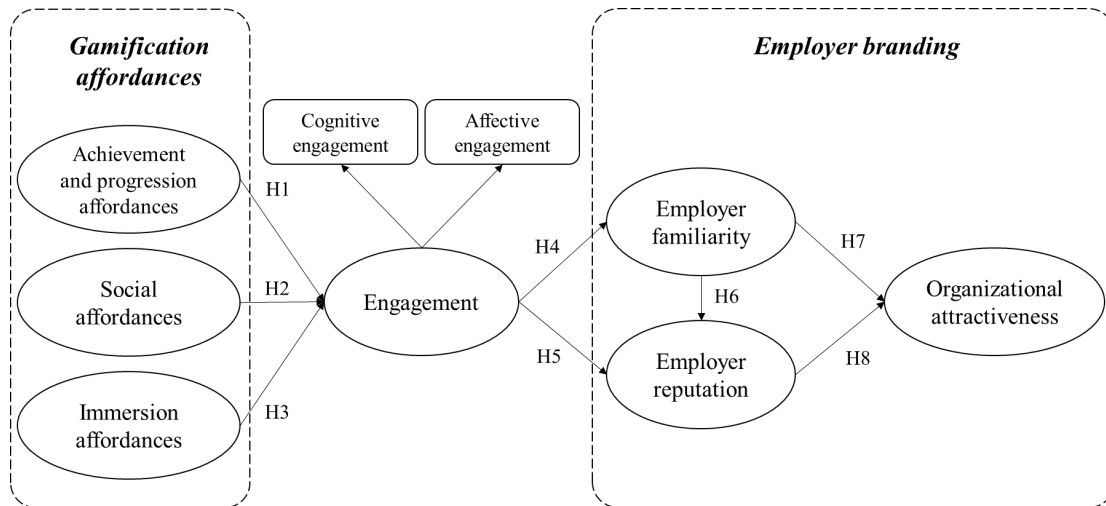 Gamification
affordances
Employer branding
Cognitive
engagement
Affective
engagement
Achievement
and progression
affordances
H1
Social
affordances
H2
Immersion
affordances
H3
Engagement
H4
H5
Employer
familiarity
H6
Employer
reputation
H7
H8
Organizational
attractiveness